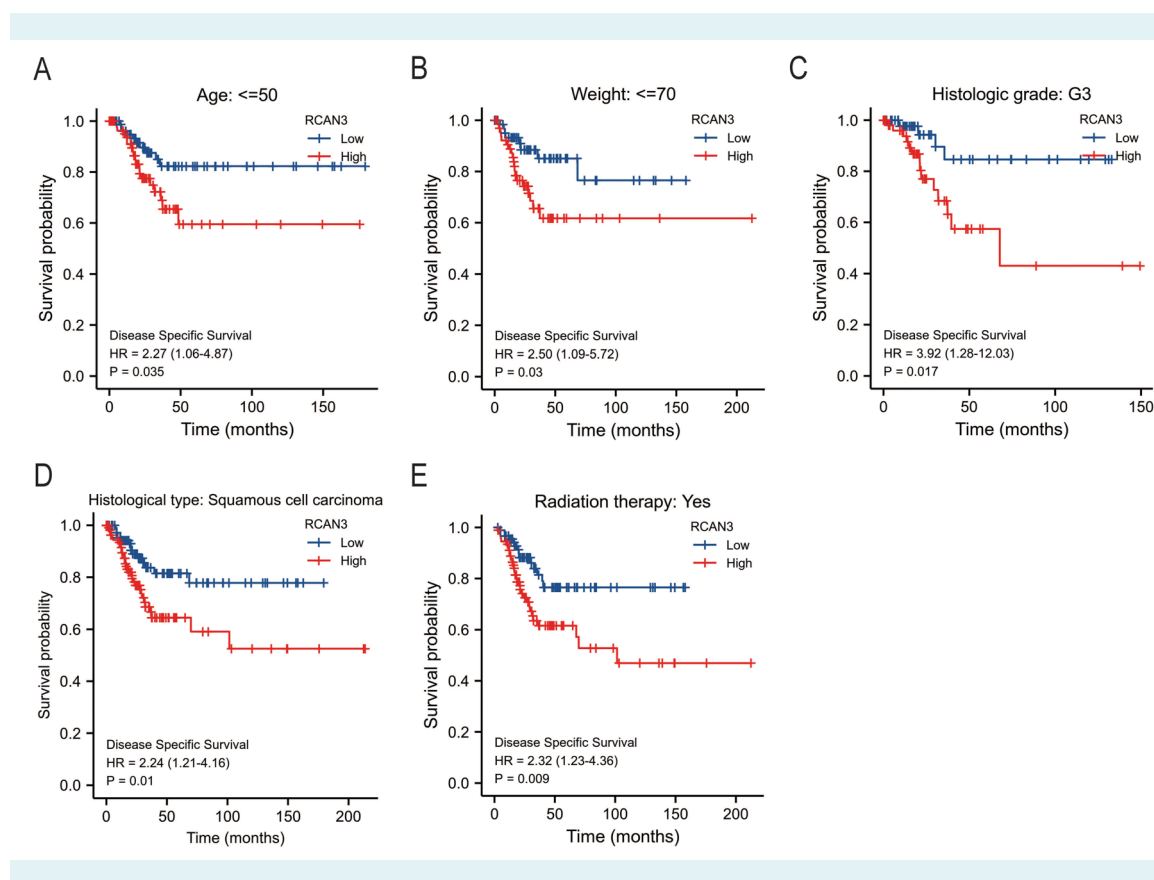 A
Age: <=50
RCAN3
Low
High
Survival probability
1.0
0.8
0.6
0.4
0.2
0.0
Disease Specific Survival
HR = 2.27 (1.06-4.87)
P = 0.035
0 50 100 150
Time (months)
B
Weight: <=70
RCAN3
Low
High
Survival probability
1.0
0.8
0.6
0.4
0.2
0.0
Disease Specific Survival
HR = 2.50 (1.09-5.72)
P = 0.03
0 50 100 150 200
Time (months)
C
Histologic grade: G3
RCAN3
Low
High
Survival probability
1.0
0.8
0.6
0.4
0.2
0.0
Disease Specific Survival
HR = 3.92 (1.28-12.03)
P = 0.017
0 50 100 150
Time (months)
D
Histological type: Squamous cell carcinoma
RCAN3
Low
High
Survival probability
1.0
0.8
0.6
0.4
0.2
0.0
Disease Specific Survival
HR = 2.24 (1.21-4.16)
P = 0.01
0 50 100 150 200
Time (months)
E
Radiation therapy: Yes
RCAN3
Low
High
Survival probability
1.0
0.8
0.6
0.4
0.2
0.0
Disease Specific Survival
HR = 2.32 (1.23-4.36)
P = 0.009
0 50 100 150 200
Time (months)